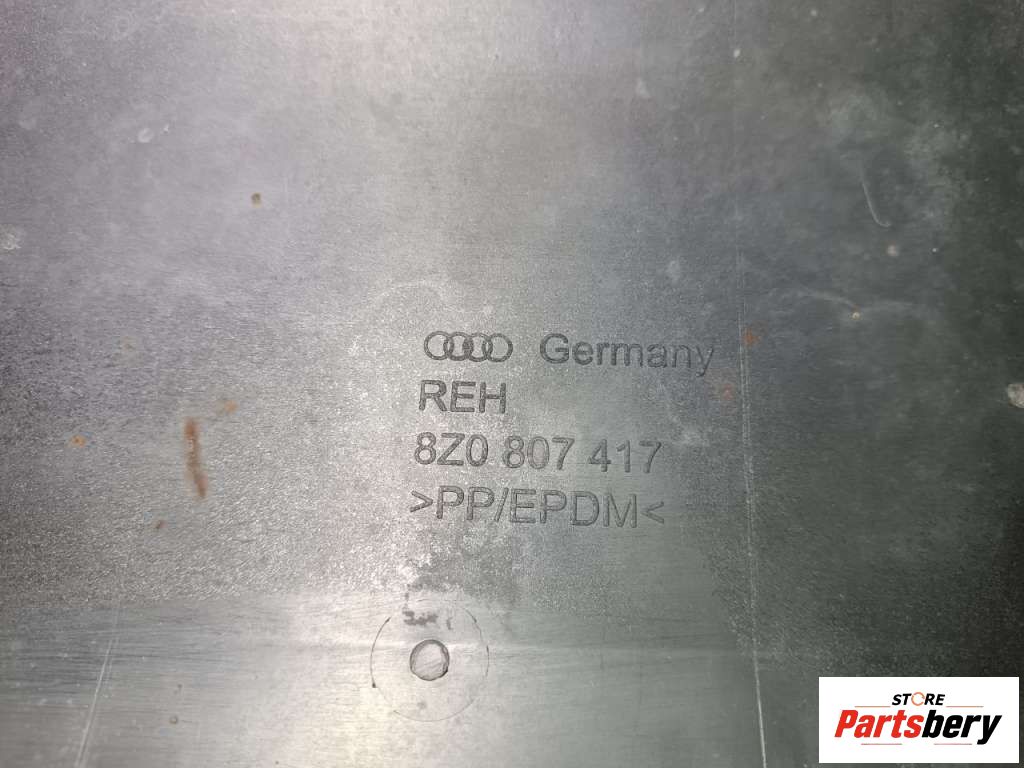 Germany
REH
8Z0 807 417
>PP/EPDM<
STORE
Partsbery